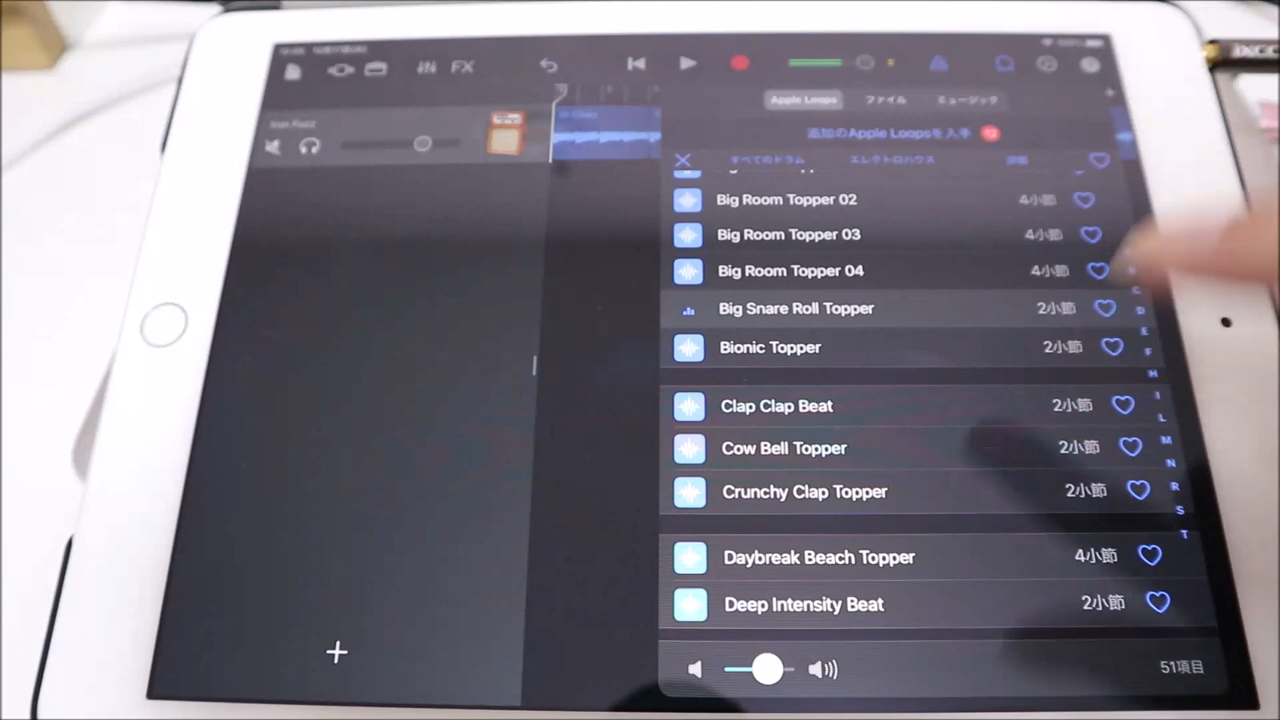 FX
Apple Loops
ファイル
ミュージック
追加のApple Loopsを入手
すべてのドラム
エレクトロハウス
Big Room Topper 02
4小節
Big Room Topper 03
4小節
Big Room Topper 04
4小節
Big Snare Roll Topper
2小節
Bionic Topper
2小節
Clap Clap Beat
2小節
Cow Bell Topper
2小節
Crunchy Clap Topper
2小節
Daybreak Beach Topper
4小節
Deep Intensity Beat
2小節
C
D
E
F
H
I
L
M
N
R
S
T
51項目